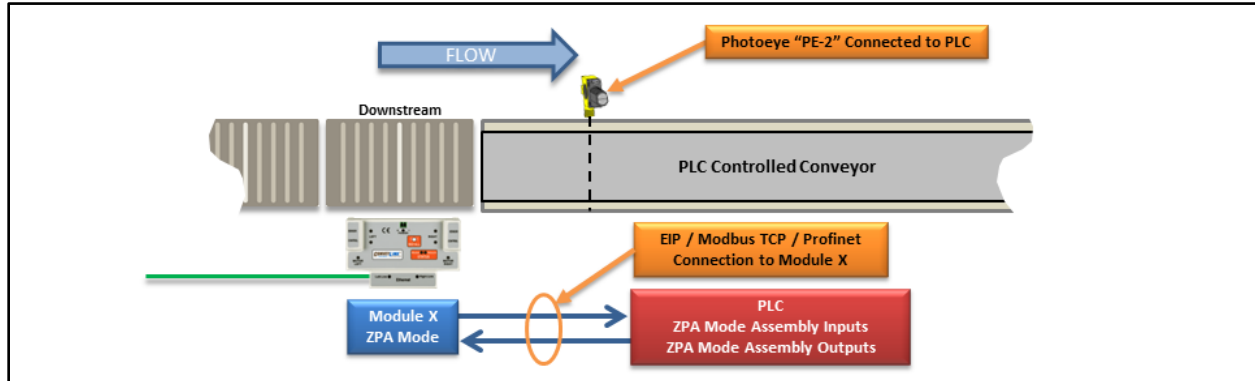 FLOW
Photoeye “PE-2” Connected to PLC
Downstream
PLC Controlled Conveyor
EIP / Modbus TCP / Profinet
Connection to Module X
Module X
ZPA Mode
PLC
ZPA Mode Assembly Inputs
ZPA Mode Assembly Outputs